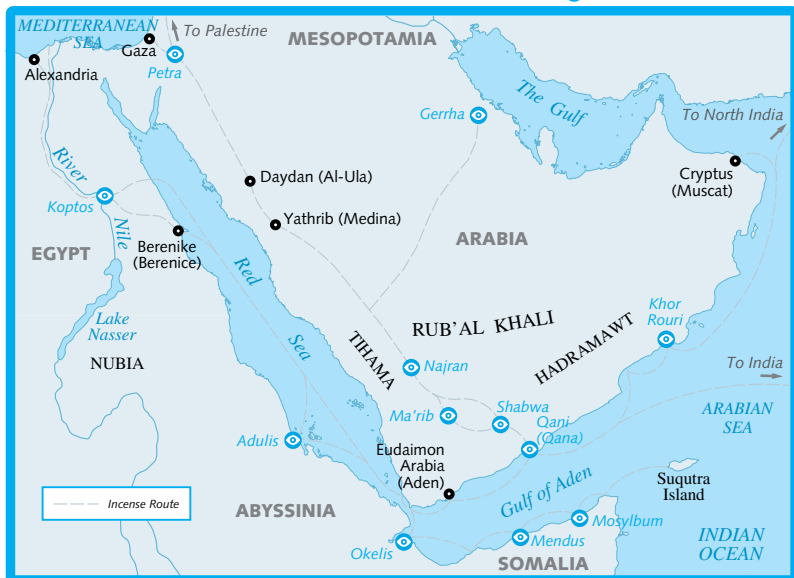 MEDITERRANEAN
SEA
To Palestine
MESOPOTAMIA
Gaza
Alexandria
Petra
The Gulf
Gerrha
To North India
Cryptus
(Muscat)
River
Nile
Koptos
Daydan (Al-Ula)
Yathrib (Medina)
ARABIA
EGYPT
Berenike
(Berenice)
Red
Sea
Lake
Nasser
NUBIA
TIHAMA
RUB'AL KHALI
HADRAMAWT
Khor
Rouri
Najran
To India
Ma'rib
Shabwa
Qani
(Qana)
ARABIAN
SEA
Adulis
Eudaimon
Arabia
(Aden)
Gulf of Aden
Suqutra
Island
Incense Route
ABYSSINIA
Mosylbum
Mendus
Okelis
SOMALIA
INDIAN
OCEAN